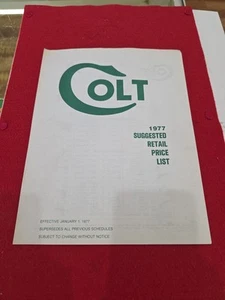 COLT
1977
SUGGESTED
RETAIL
PRICE
LIST
EFFECTIVE JANUARY 1, 1977
SUPERSEDES ALL PREVIOUS SCHEDULES
SUBJECT TO CHANGE WITHOUT NOTICE